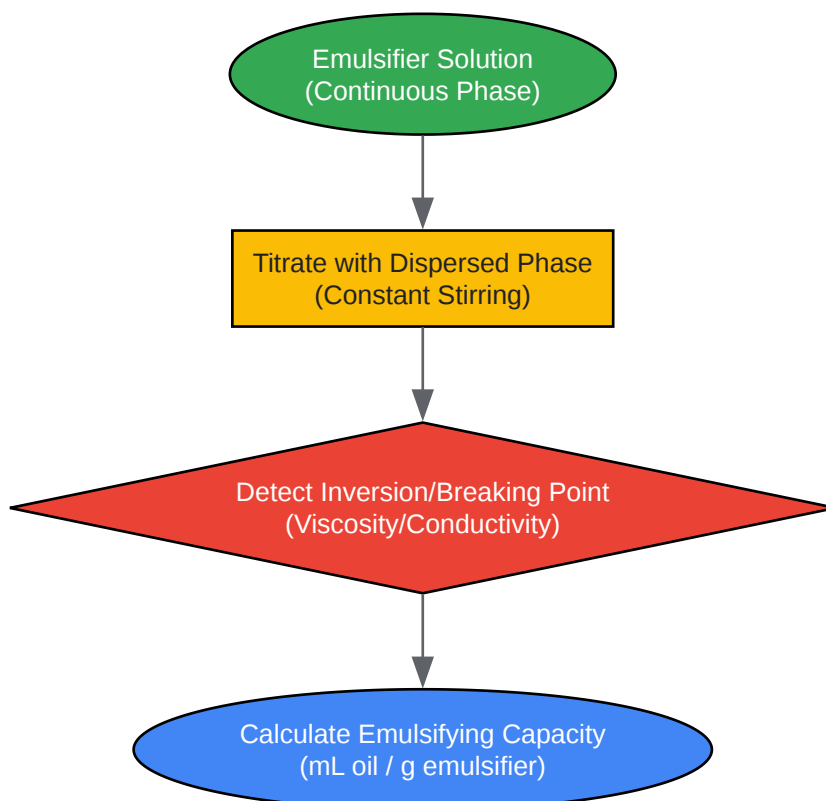 Emulsifier Solution
(Continuous Phase)
Titrate with Dispersed Phase
(Constant Stirring)
Detect Inversion/Breaking Point
(Viscosity/Conductivity)
Calculate Emulsifying Capacity
(mL oil / g emulsifier)